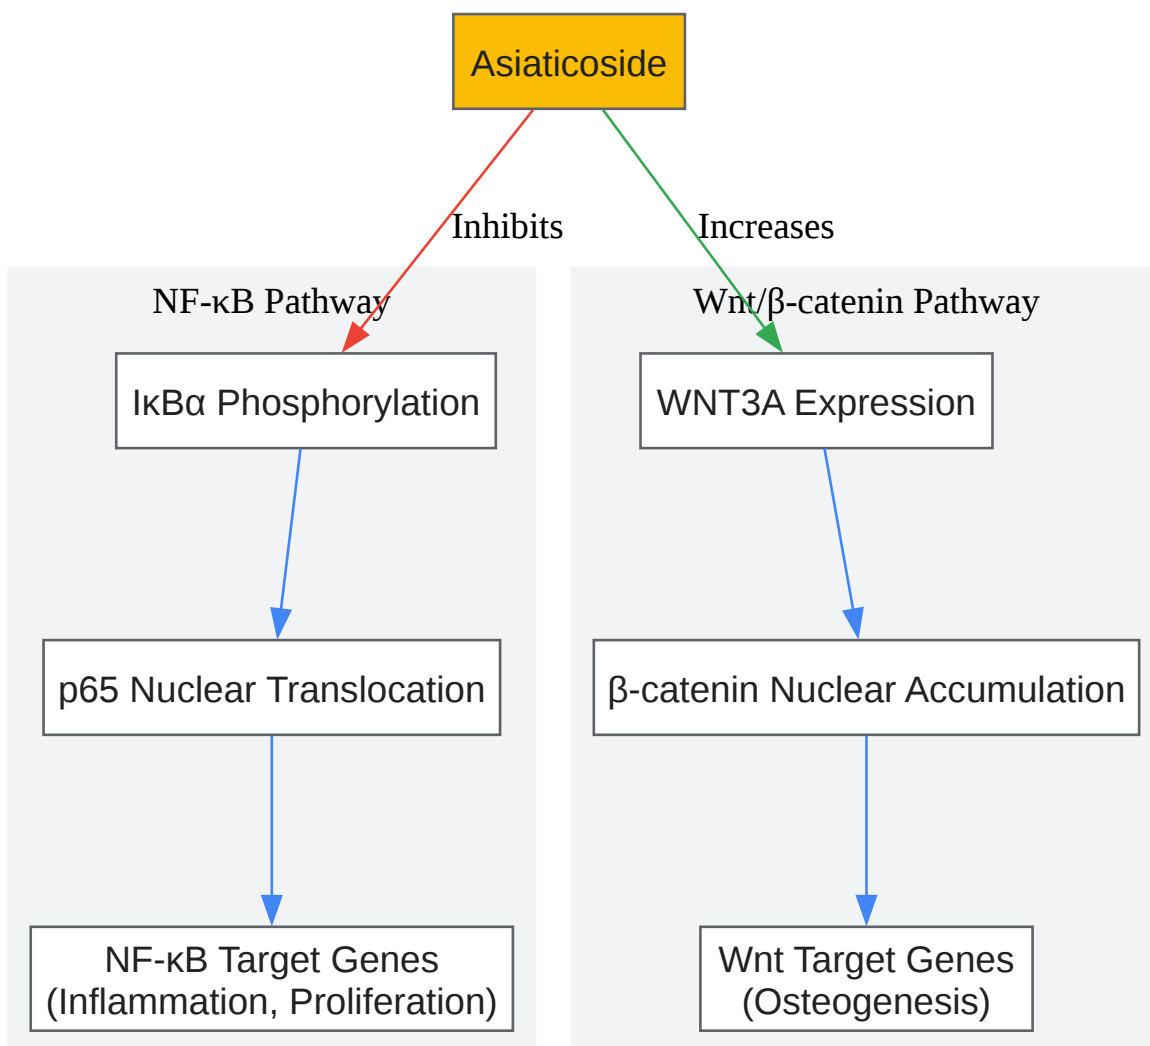 Asiaticoside
Inhibits
Increases
NF-κB Pathway
Wnt/β-catenin Pathway
IκBα Phosphorylation
WNT3A Expression
p65 Nuclear Translocation
β-catenin Nuclear Accumulation
NF-κB Target Genes
(Inflammation, Proliferation)
Wnt Target Genes
(Osteogenesis)